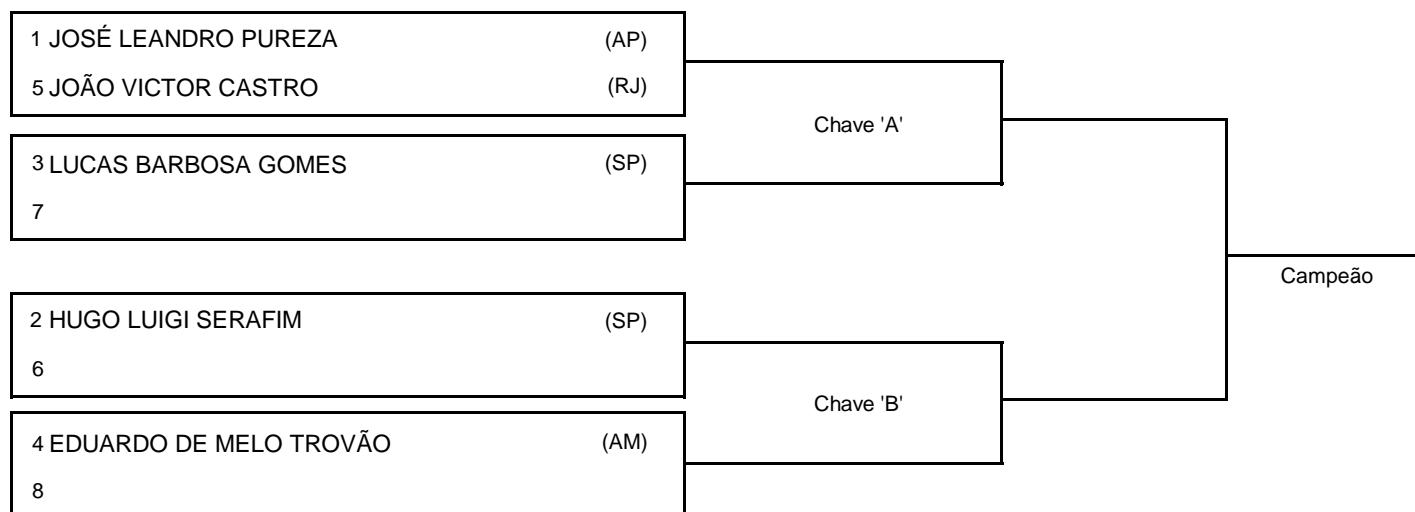 1 JOSÉ LEANDRO PUREZA (AP)
5 JOÃO VICTOR CASTRO (RJ)
Chave 'A'
3 LUCAS BARBOSA GOMES (SP)
7
Campeão
2 HUGO LUIGI SERAFIM (SP)
6
Chave 'B'
4 EDUARDO DE MELO TROVÃO (AM)
8